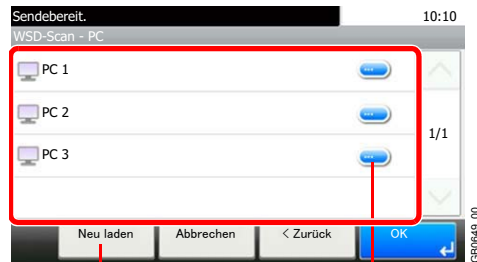 Sendebereit. 10:10
WSD-Scan - PC
PC 1
PC 2
1/1
PC 3
Neu laden Abbrechen < Zurück OK
GB0649_00